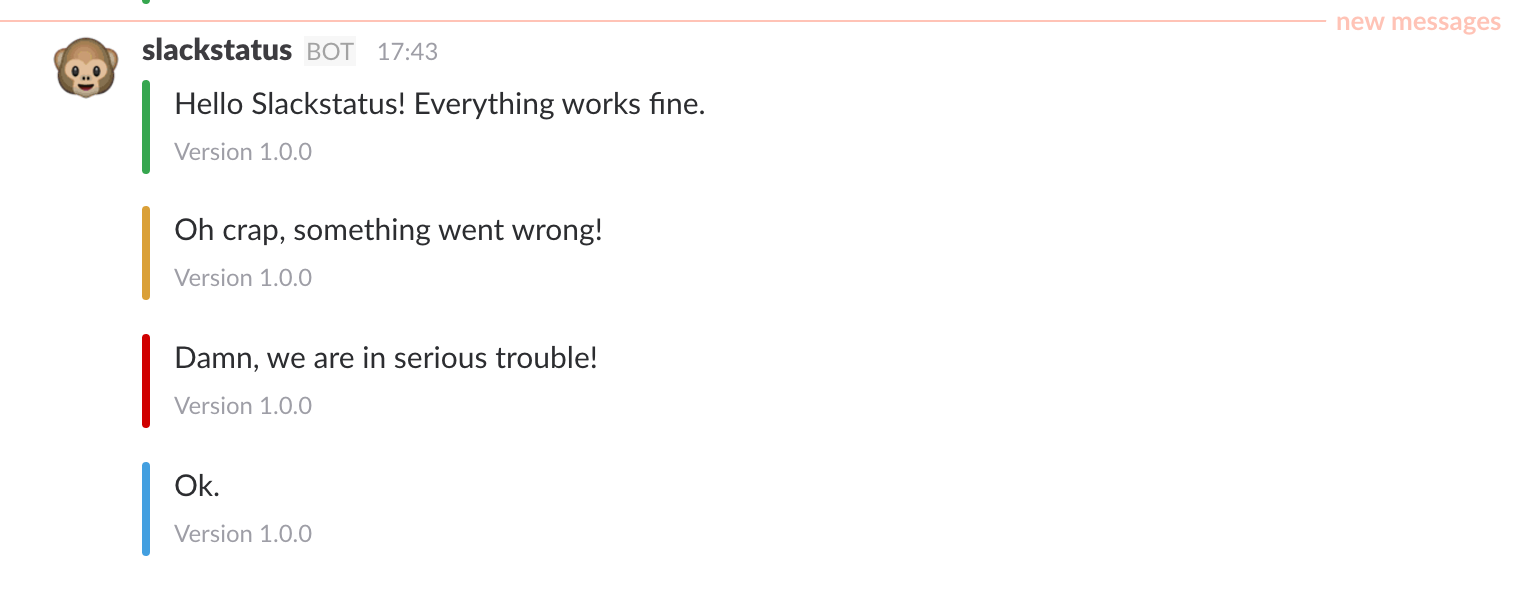 new messages
slackstatus BOT 17:43
Hello Slackstatus! Everything works fine.
Version 1.0.0
Oh crap, something went wrong!
Version 1.0.0
Damn, we are in serious trouble!
Version 1.0.0
Ok.
Version 1.0.0